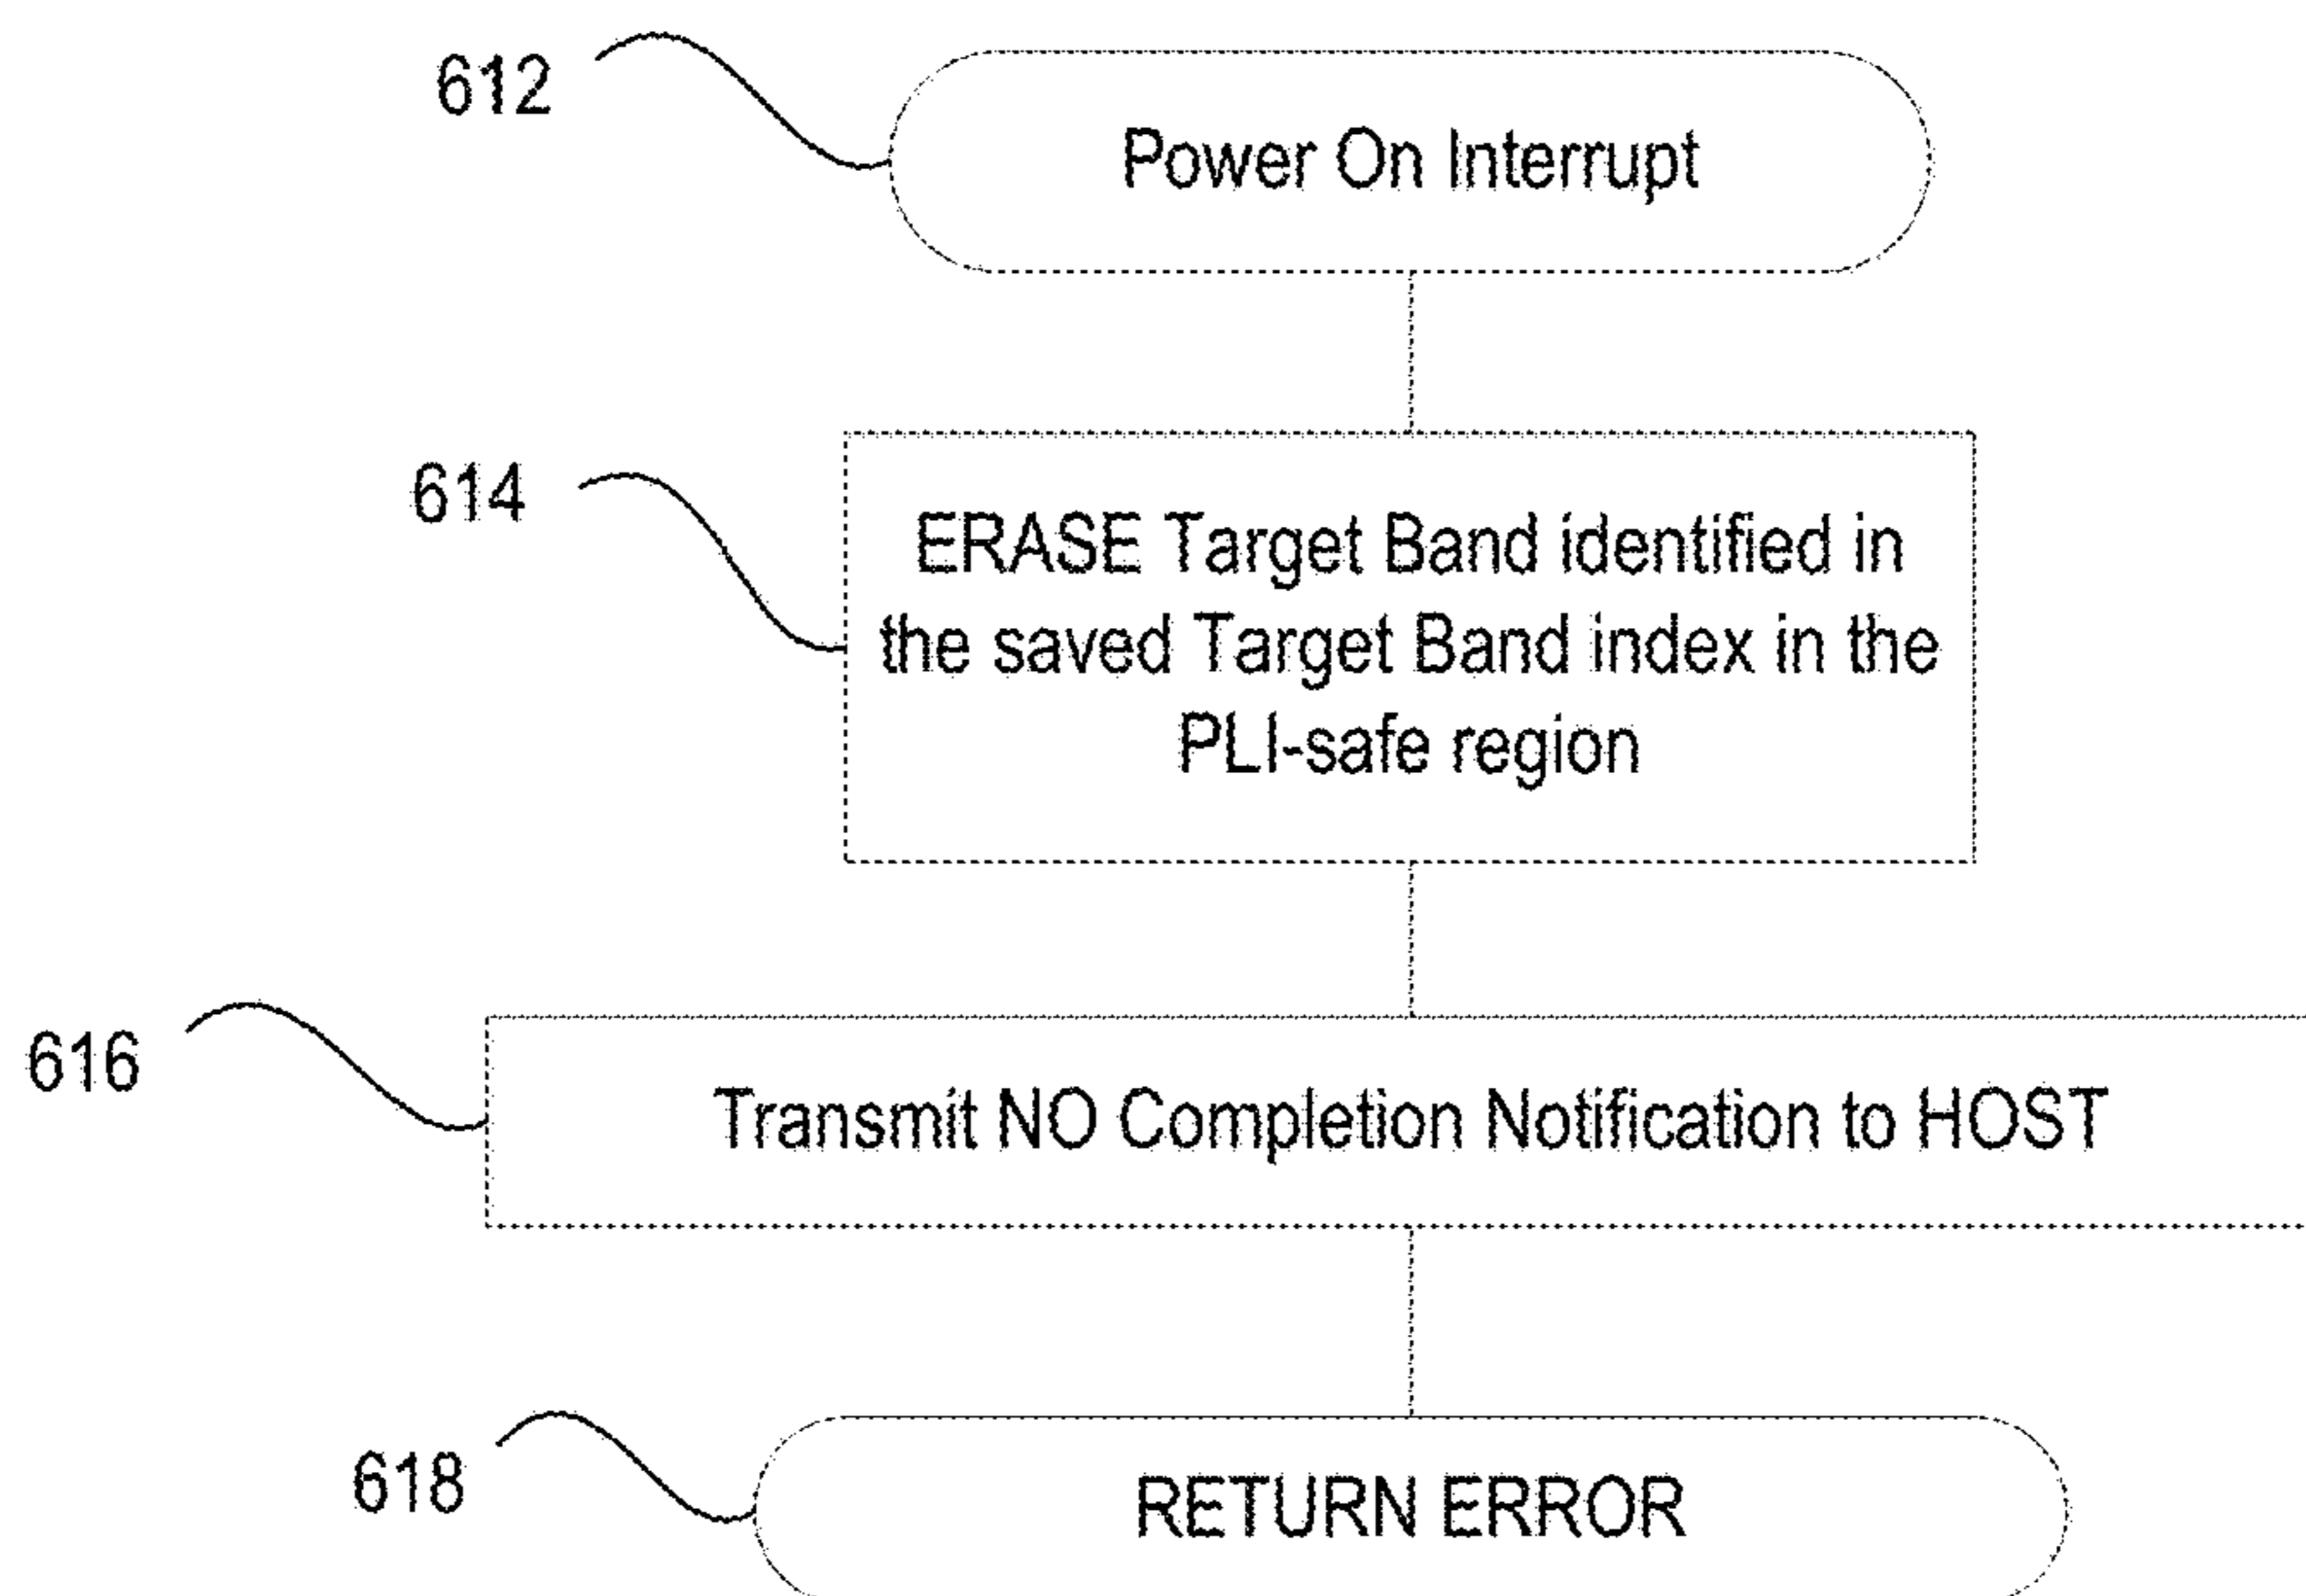 612
Power On Interrupt
614
ERASE Target Band identified in
the saved Target Band index in the
PLI-safe region
616
Transmit NO Completion Notification to HOST
618
RETURN ERROR